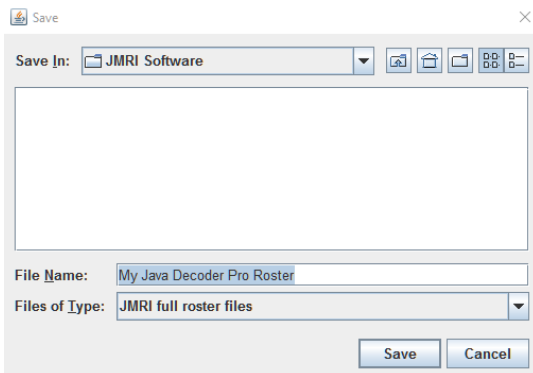 Save
Save In: JMRI Software
File Name: My Java Decoder Pro Roster
Files of Type: JMRI full roster files
Save Cancel